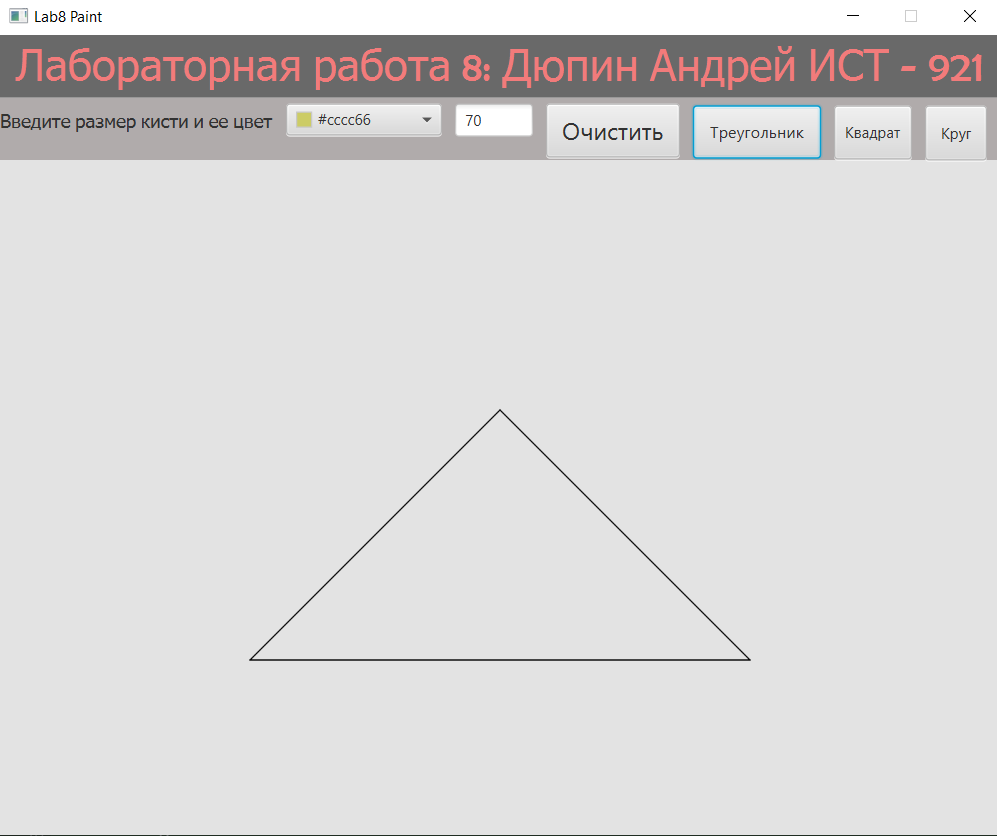 Lab8 Paint
Лабораторная работа 8: Дюпин Андрей ИСТ - 921
Введите размер кисти и ее цвет #cccc66 70 Очистить Треугольник Квадрат Круг